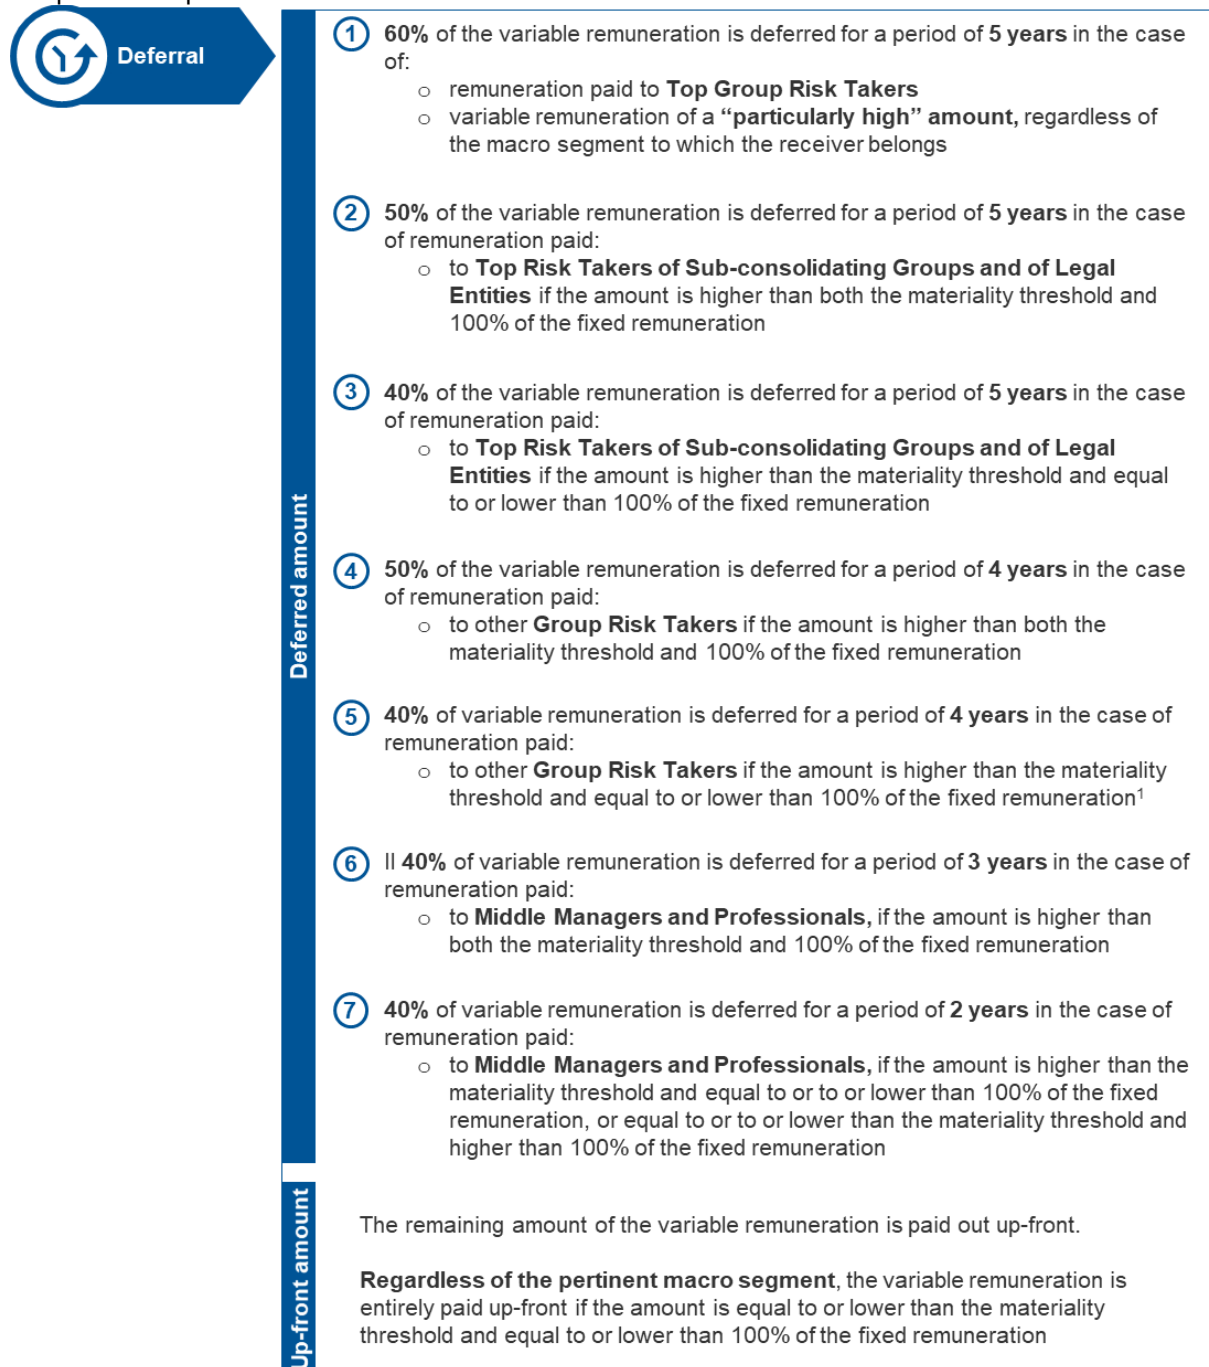 Deferral
1 60% of the variable remuneration is deferred for a period of 5 years in the case
of:
o remuneration paid to Top Group Risk Takers
o variable remuneration of a “particularly high” amount, regardless of
the macro segment to which the receiver belongs
2 50% of the variable remuneration is deferred for a period of 5 years in the case
of remuneration paid:
o to Top Risk Takers of Sub-consolidating Groups and of Legal
Entities if the amount is higher than both the materiality threshold and
100% of the fixed remuneration
3 40% of the variable remuneration is deferred for a period of 5 years in the case
of remuneration paid:
o to Top Risk Takers of Sub-consolidating Groups and of Legal
Entities if the amount is higher than the materiality threshold and equal
to or lower than 100% of the fixed remuneration
4 50% of the variable remuneration is deferred for a period of 4 years in the case
of remuneration paid:
o to other Group Risk Takers if the amount is higher than both the
materiality threshold and 100% of the fixed remuneration
5 40% of variable remuneration is deferred for a period of 4 years in the case of
remuneration paid:
o to other Group Risk Takers if the amount is higher than the materiality
threshold and equal to or lower than 100% of the fixed remuneration¹
6 Il 40% of variable remuneration is deferred for a period of 3 years in the case of
remuneration paid:
o to Middle Managers and Professionals, if the amount is higher than
both the materiality threshold and 100% of the fixed remuneration
7 40% of variable remuneration is deferred for a period of 2 years in the case of
remuneration paid:
o to Middle Managers and Professionals, if the amount is higher than the
materiality threshold and equal to or to or lower than 100% of the fixed
remuneration, or equal to or to or lower than the materiality threshold and
higher than 100% of the fixed remuneration
Deferred amount
The remaining amount of the variable remuneration is paid out up-front.
Regardless of the pertinent macro segment, the variable remuneration is
entirely paid up-front if the amount is equal to or lower than the materiality
threshold and equal to or lower than 100% of the fixed remuneration
Up-front amount